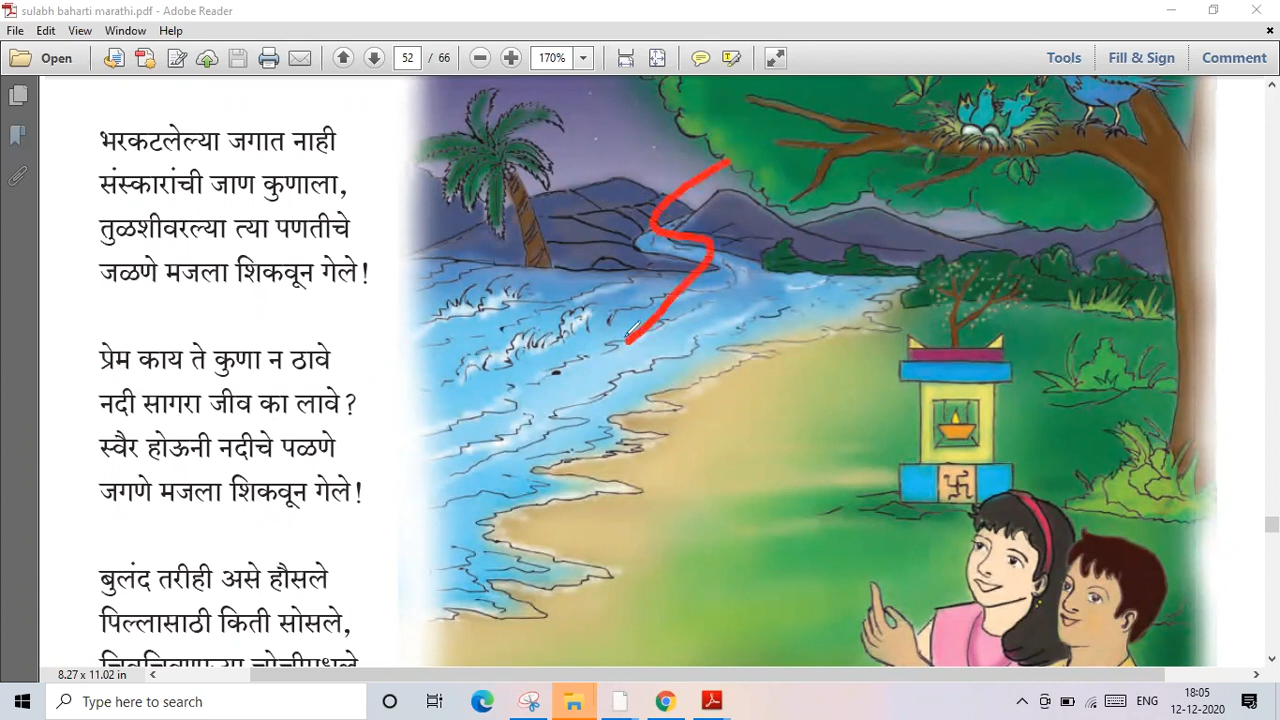 sulabh baharti marathi.pdf - Adobe Reader
File Edit View Window Help
Open 52 / 66 170% Tools Fill & Sign Comment
भरकटलेल्या जगात नाही
संस्कारांची जाण कुणाला,
तुळशीवरल्या त्या पणतीचे
जळणे मजला शिकवून गेले!
प्रेम काय ते कुणा न ठावे
नदी सागरा जीव का लावे?
स्वैर होऊनी नदीचे पळणे
जगणे मजला शिकवून गेले!
बुलंद तरीही असे हौसले
पिल्लासाठी किती सोसले,
8.27 x 11.02 in
Type here to search
ENG
18:05
12-12-2020